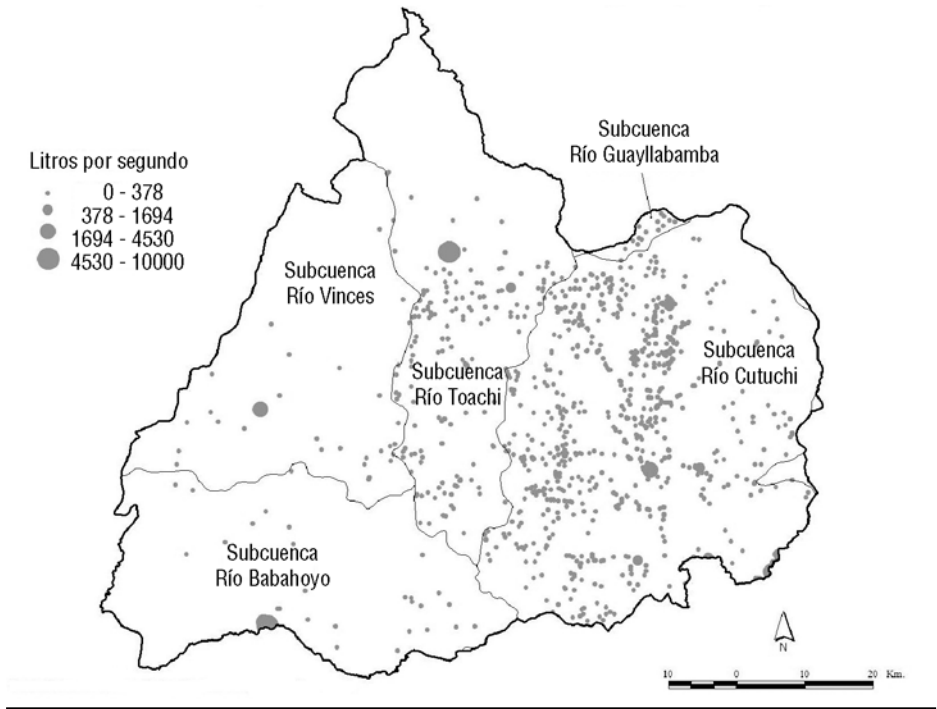 Subcuenca
Río Guayllabamba
Litros por segundo
0 - 378
378 - 1694
1694 - 4530
4530 - 10000
Subcuenca
Río Vinces
Subcuenca
Río Toachi
Subcuenca
Río Cutuchi
Subcuenca
Río Babahoyo
N
10 0 10 20 Km.